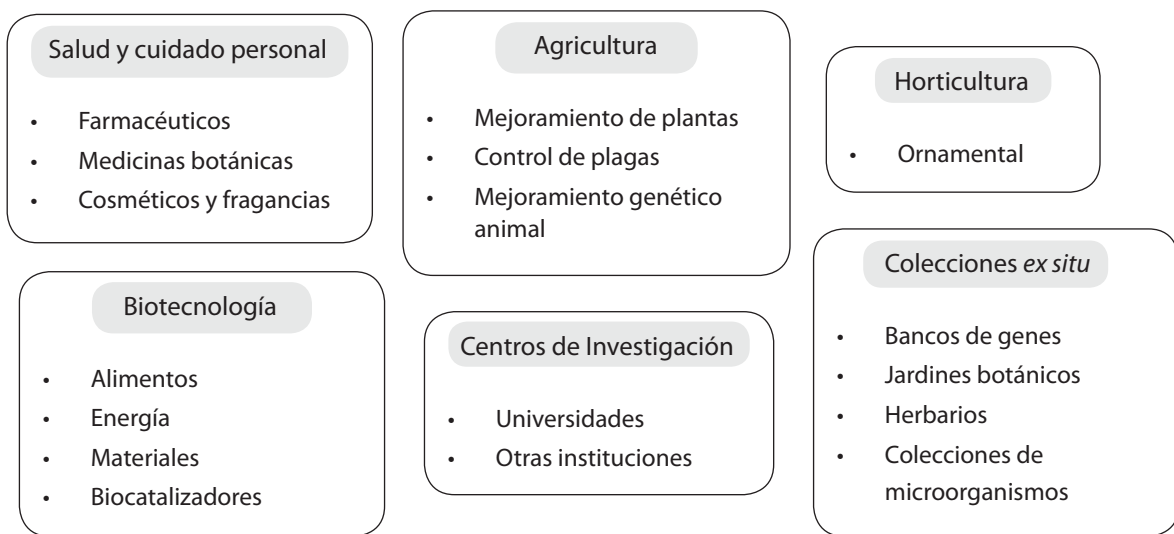 Salud y cuidado personal
• Farmacéuticos
• Medicinas botánicas
• Cosméticos y fragancias
Agricultura
• Mejoramiento de plantas
• Control de plagas
• Mejoramiento genético
animal
Horticultura
• Ornamental
Biotecnología
• Alimentos
• Energía
• Materiales
• Biocatalizadores
Centros de Investigación
• Universidades
• Otras instituciones
Colecciones ex situ
• Bancos de genes
• Jardines botánicos
• Herbarios
• Colecciones de
microorganismos